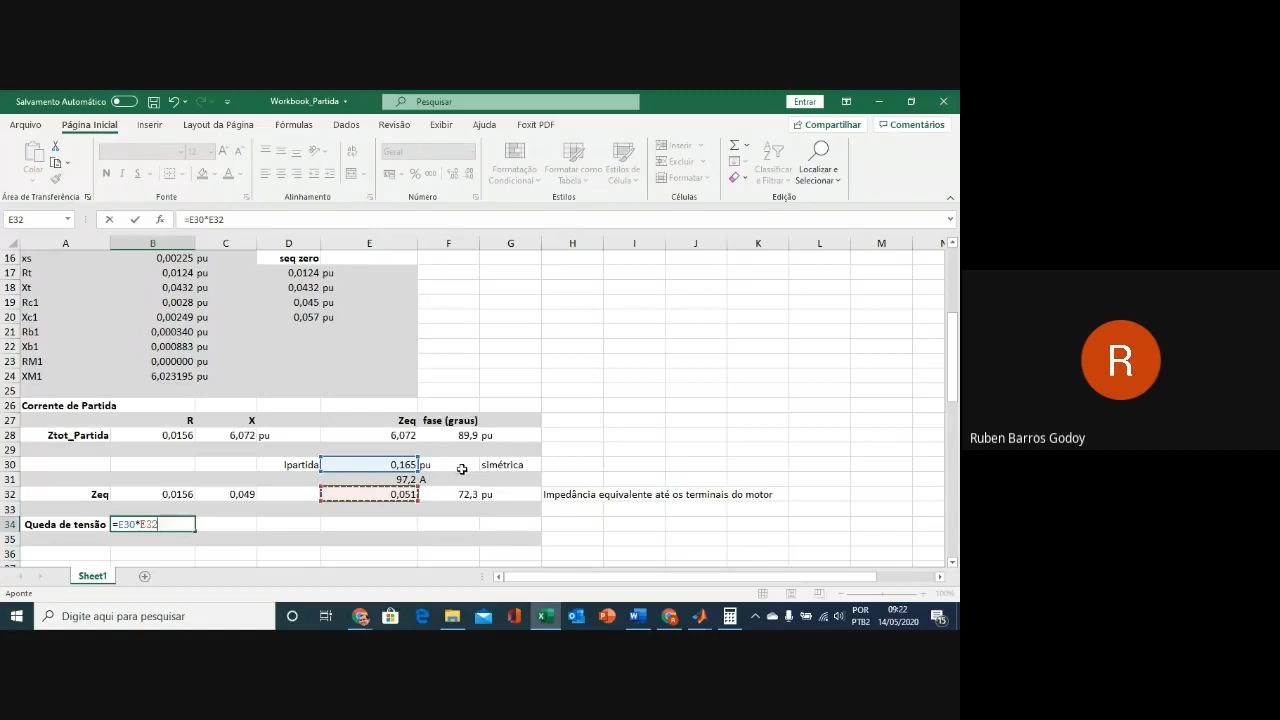 Salvamento Automático
Workbook_Partida
Pesquisar
Entrar
Arquivo Página Inicial Inserir Layout da Página Fórmulas Dados Revisão Exibir Ajuda Foxit PDF Compartilhar Comentários
Colar
12
N I S
Geral
% 000
Formatação Condicional
Formatar como Tabela
Estilos de Célula
Inserir
Excluir
Formatar
Classificar e Filtrar
Localizar e Selecionar
Área de Transferência Fonte Alinhamento Número Estilos Células Edição
E32 fx =E30*E32
A B C D E F G H I J K L M N
16 xs 0,00225 pu seq zero
17 Rt 0,0124 pu 0,0124 pu
18 Xt 0,0432 pu 0,0432 pu
19 Rc1 0,0028 pu 0,045 pu
20 Xc1 0,00249 pu 0,057 pu
21 Rb1 0,000340 pu
22 Xb1 0,000883 pu
23 RM1 0,000000 pu
24 XM1 6,023195 pu
25
26 Corrente de Partida
27 R X Zeq fase (graus)
28 Ztot_Partida 0,0156 6,072 pu 6,072 89,9 pu
29
30 Ipartida 0,165 pu simétrica
31 97,2 A
32 Zeq 0,0156 0,049 0,051 72,3 pu Impedância equivalente até os terminais do motor
33
34 Queda de tensão =E30*E32
35
36
Sheet1
Aponte 100%
Digite aqui para pesquisar
POR
PTB2
09:22
14/05/2020
15
R
Ruben Barros Godoy